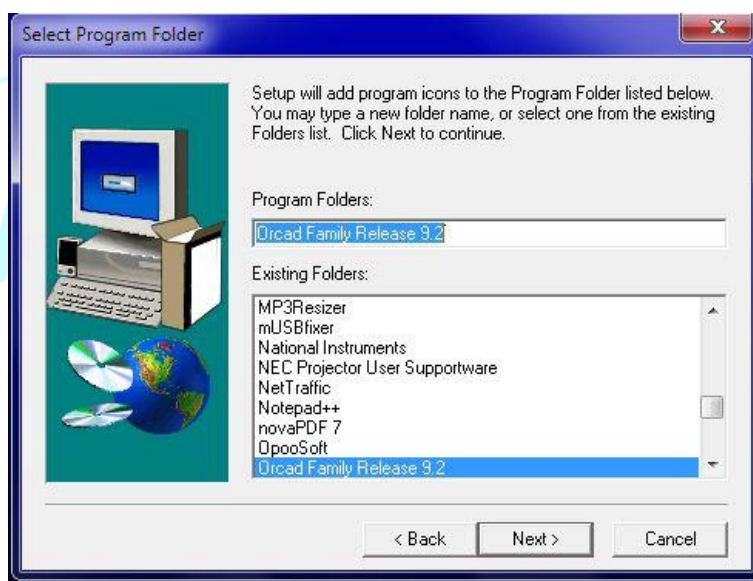 Select Program Folder
Setup will add program icons to the Program Folder listed below.
You may type a new folder name, or select one from the existing
Folders list. Click Next to continue.
Program Folders:
Orcad Family Release 9.2
Existing Folders:
MP3Resizer
mUSBfixer
National Instruments
NEC Projector User Supportware
NetTraffic
Notepad++
novaPDF 7
OpooSoft
Orcad Family Release 9.2
< Back
Next >
Cancel